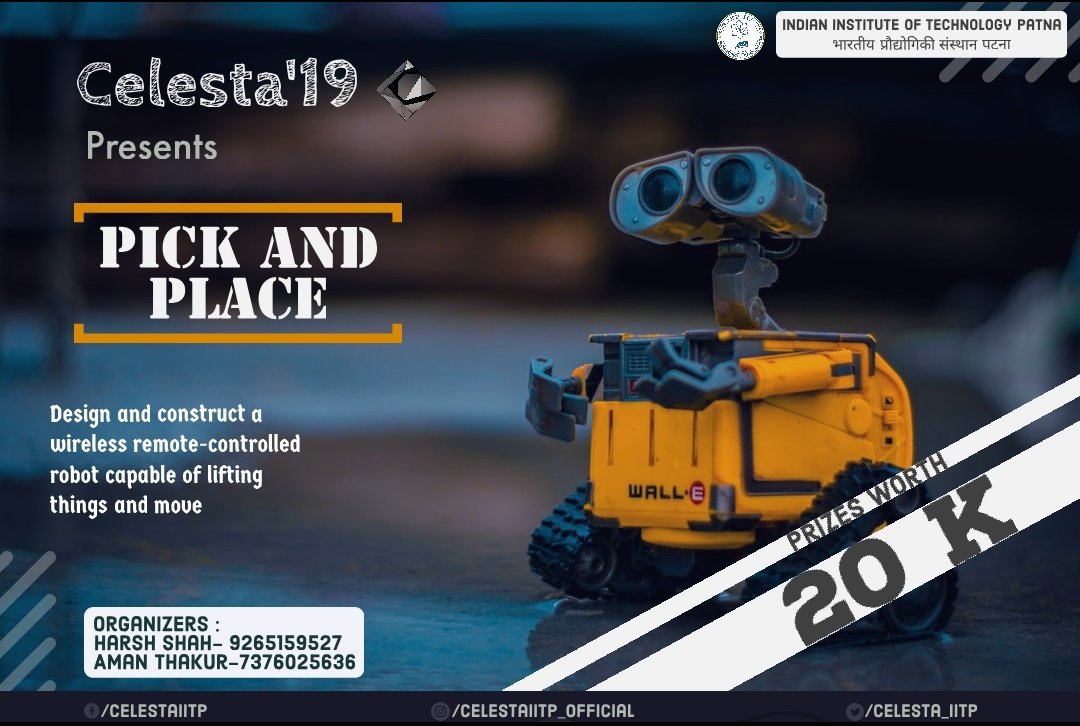 INDIAN INSTITUTE OF TECHNOLOGY PATNA
भारतीय प्रौद्योगिकी संस्थान पटना
Celesta'19
Presents
PICK AND
PLACE
Design and construct a
wireless remote-controlled
robot capable of lifting
things and move
WALL·E
PRIZES WORTH
20 K
ORGANIZERS :
HARSH SHAH- 9265159527
AMAN THAKUR-7376025636
/CELESTAIITP
/CELESTAIITP_OFFICIAL
/CELESTA_IITP